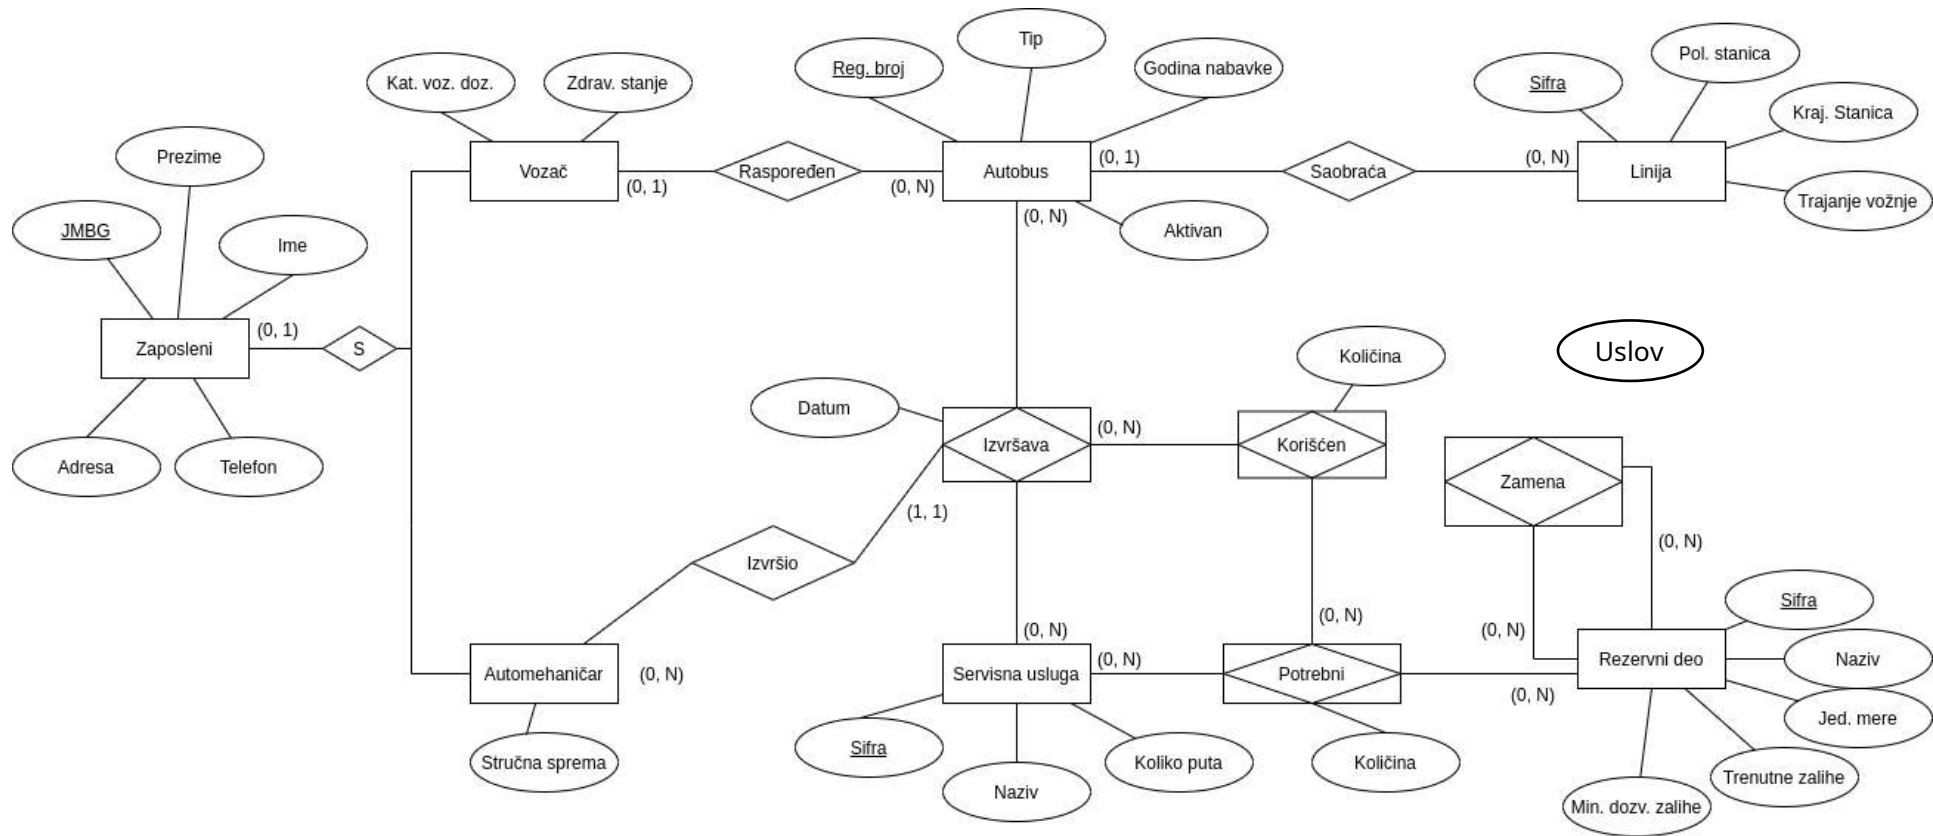 Tip
Kat. voz. doz.
Zdrav. stanje
Reg. broj
Godina nabavke
Sifra
Pol. stanica
Kraj. Stanica
Prezime
Vozač
(0, 1)
Raspoređen
(0, N)
Autobus
(0, 1)
Saobraća
(0, N)
Linija
Trajanje vožnje
(0, N)
JMBG
Ime
Aktivan
Zaposleni
(0, 1)
S
Uslov
Količina
Datum
Izvršava
(0, N)
Korišćen
Adresa
Telefon
Zamena
(1, 1)
(0, N)
Izvršio
Sifra
(0, N)
(0, N)
(0, N)
Automehaničar
(0, N)
Servisna usluga
(0, N)
Potrebni
(0, N)
Rezervni deo
Naziv
Jed. mere
Stručna sprema
Sifra
Naziv
Koliko puta
Količina
Trenutne zalihe
Min. dozv. zalihe